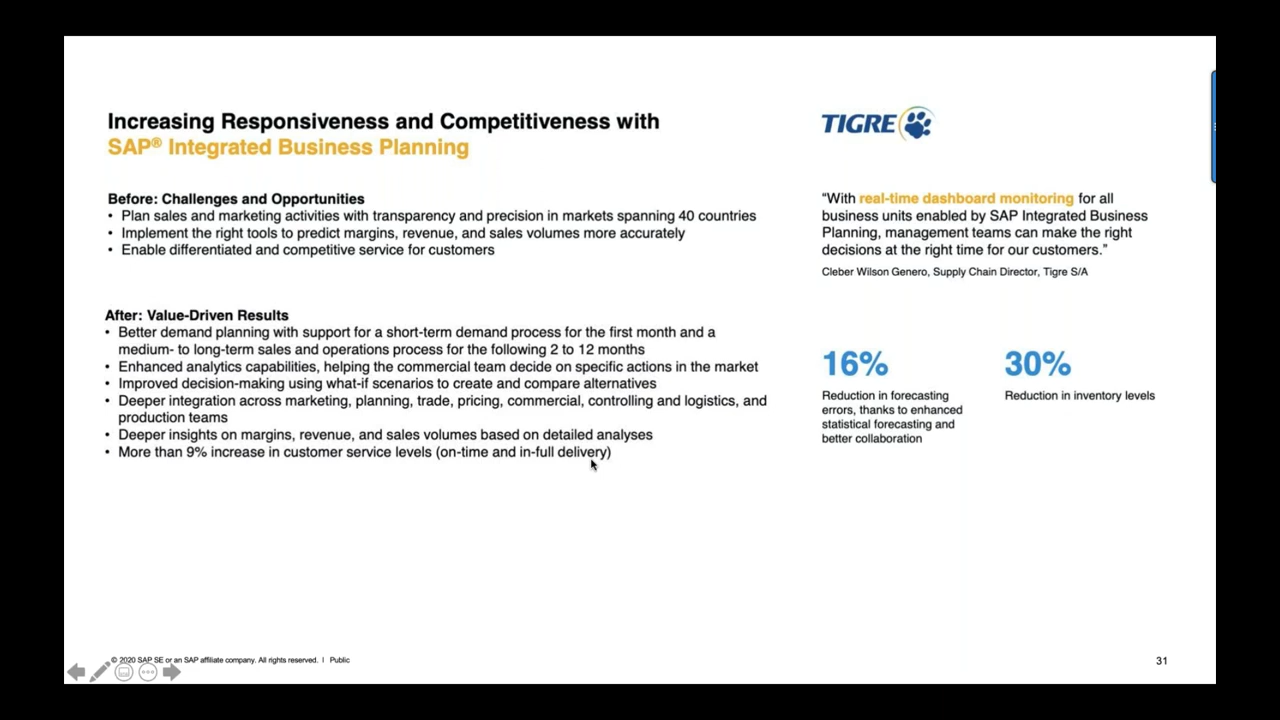 Increasing Responsiveness and Competitiveness with
SAP® Integrated Business Planning
TIGRE
Before: Challenges and Opportunities
• Plan sales and marketing activities with transparency and precision in markets spanning 40 countries
• Implement the right tools to predict margins, revenue, and sales volumes more accurately
• Enable differentiated and competitive service for customers
After: Value-Driven Results
• Better demand planning with support for a short-term demand process for the first month and a
medium- to long-term sales and operations process for the following 2 to 12 months
• Enhanced analytics capabilities, helping the commercial team decide on specific actions in the market
• Improved decision-making using what-if scenarios to create and compare alternatives
• Deeper integration across marketing, planning, trade, pricing, commercial, controlling and logistics, and
production teams
• Deeper insights on margins, revenue, and sales volumes based on detailed analyses
• More than 9% increase in customer service levels (on-time and in-full delivery)
“With real-time dashboard monitoring for all
business units enabled by SAP Integrated Business
Planning, management teams can make the right
decisions at the right time for our customers.”
Cleber Wilson Genero, Supply Chain Director, Tigre S/A
16%
Reduction in forecasting
errors, thanks to enhanced
statistical forecasting and
better collaboration
30%
Reduction in inventory levels
© 2020 SAP SE or an SAP affiliate company. All rights reserved. | Public
31